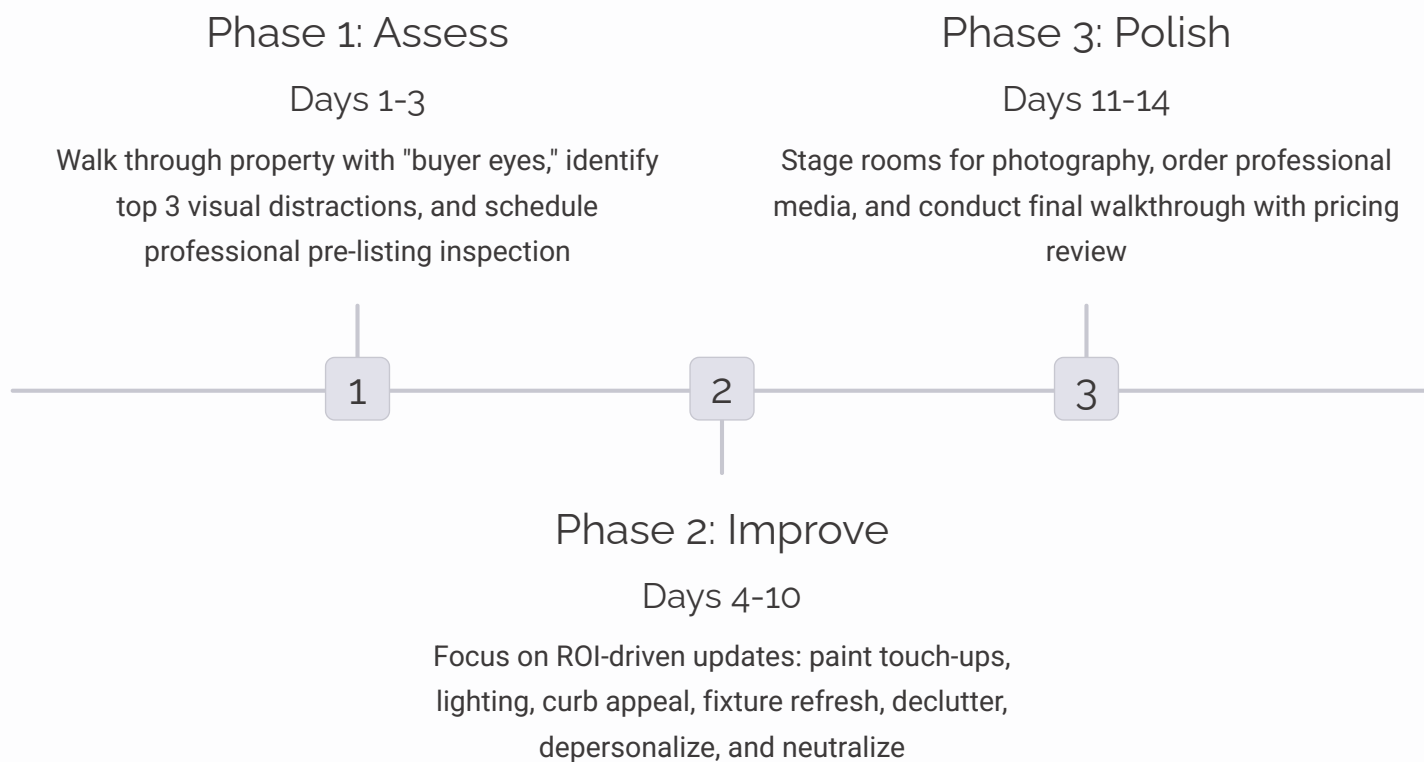 Phase 1: Assess
Days 1-3
Walk through property with "buyer eyes," identify
top 3 visual distractions, and schedule
professional pre-listing inspection
Phase 3: Polish
Days 11-14
Stage rooms for photography, order professional
media, and conduct final walkthrough with pricing
review
1
2
3
Phase 2: Improve
Days 4-10
Focus on ROI-driven updates: paint touch-ups,
lighting, curb appeal, fixture refresh, declutter,
depersonalize, and neutralize